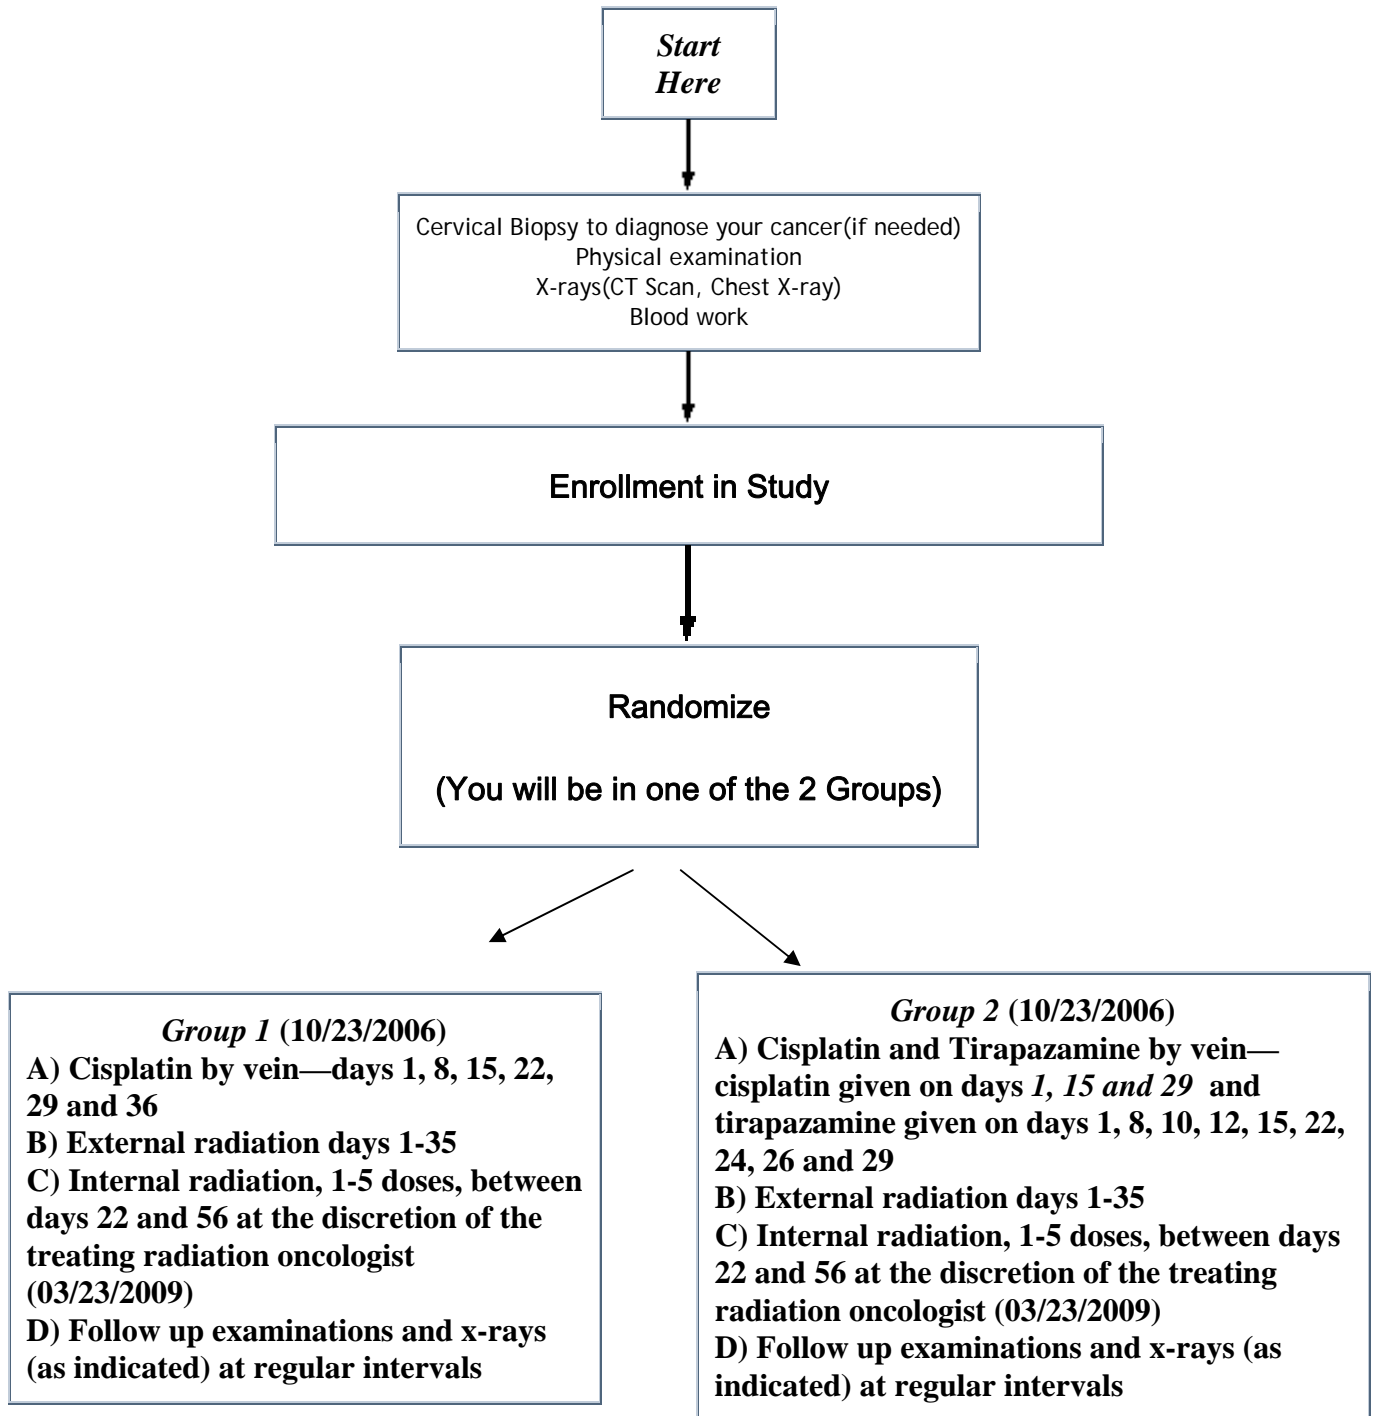 Start
Here
Cervical Biopsy to diagnose your cancer(if needed)
Physical examination
X-rays(CT Scan, Chest X-ray)
Blood work
Enrollment in Study
Randomize
(You will be in one of the 2 Groups)
Group 1 (10/23/2006)
A) Cisplatin by vein—days 1, 8, 15, 22,
29 and 36
B) External radiation days 1-35
C) Internal radiation, 1-5 doses, between
days 22 and 56 at the discretion of the
treating radiation oncologist
(03/23/2009)
D) Follow up examinations and x-rays
(as indicated) at regular intervals
Group 2 (10/23/2006)
A) Cisplatin and Tirapazamine by vein—
cisplatin given on days 1, 15 and 29 and
tirapazamine given on days 1, 8, 10, 12, 15, 22,
24, 26 and 29
B) External radiation days 1-35
C) Internal radiation, 1-5 doses, between days
22 and 56 at the discretion of the treating
radiation oncologist (03/23/2009)
D) Follow up examinations and x-rays (as
indicated) at regular intervals